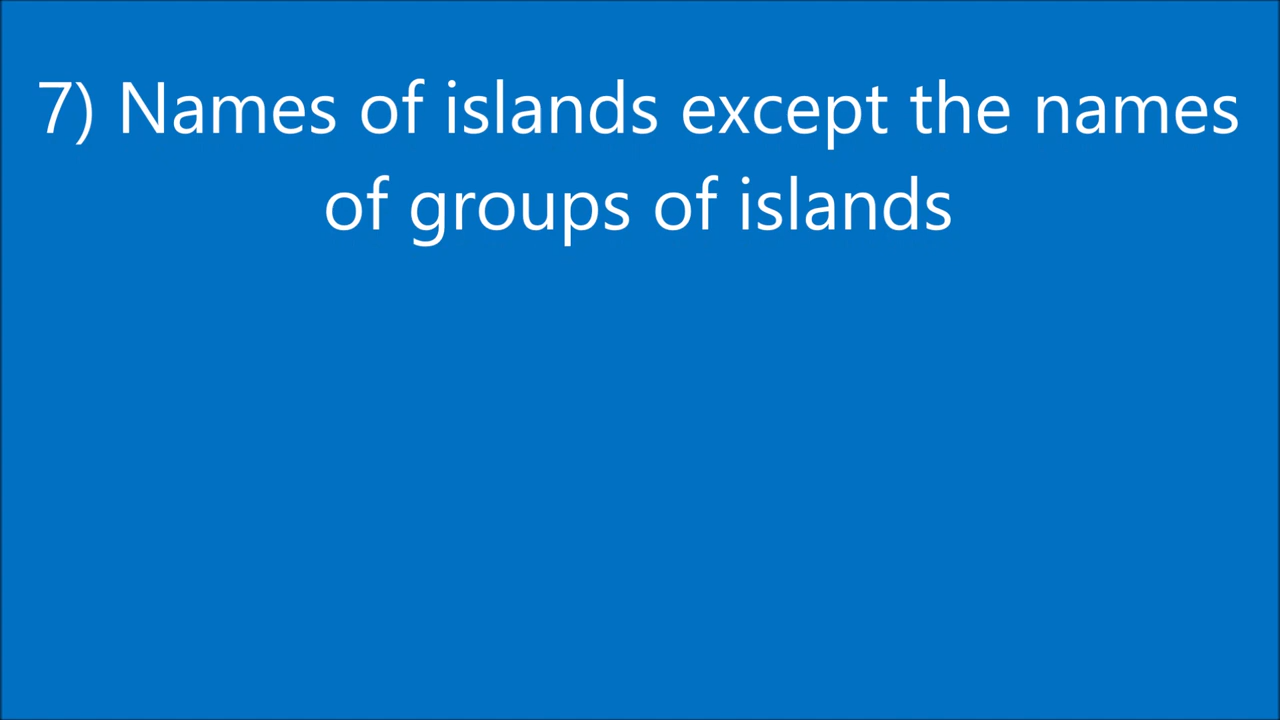 7) Names of islands except the names
of groups of islands